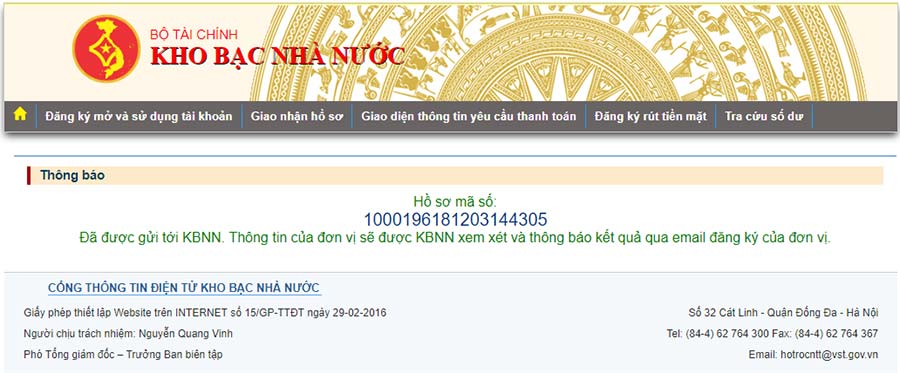 BỘ TÀI CHÍNH
KHO BẠC NHÀ NƯỚC
Đăng ký mở và sử dụng tài khoản Giao nhận hồ sơ Giao diện thông tin yêu cầu thanh toán Đăng ký rút tiền mặt Tra cứu số dư
Thông báo
Hồ sơ mã số:
1000196181203144305
Đã được gửi tới KBNN. Thông tin của đơn vị sẽ được KBNN xem xét và thông báo kết quả qua email đăng ký của đơn vị.
CỔNG THÔNG TIN ĐIỆN TỬ KHO BẠC NHÀ NƯỚC
Giấy phép thiết lập Website trên INTERNET số 15/GP-TTĐT ngày 29-02-2016
Người chịu trách nhiệm: Nguyễn Quang Vinh
Phó Tổng giám đốc – Trưởng Ban biên tập
Số 32 Cát Linh - Quận Đống Đa - Hà Nội
Tel: (84-4) 62 764 300 Fax: (84-4) 62 764 367
Email: hotrocntt@vst.gov.vn